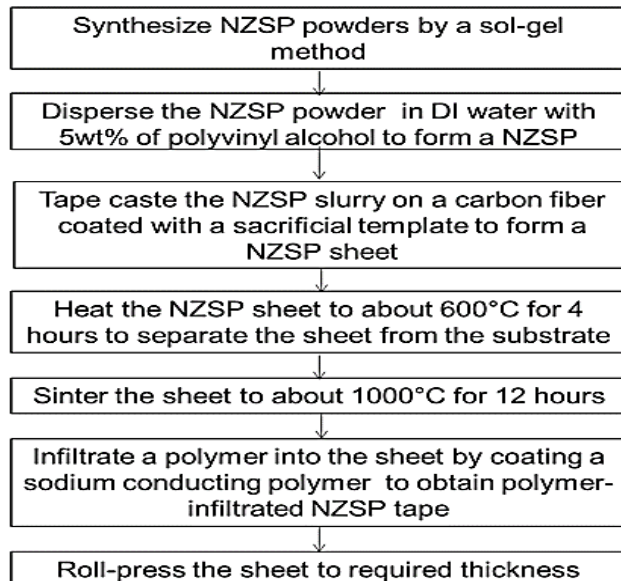 Synthesize NZSP powders by a sol-gel
method
Disperse the NZSP powder in DI water with
5wt% of polyvinyl alcohol to form a NZSP
Tape caste the NZSP slurry on a carbon fiber
coated with a sacrificial template to form a
NZSP sheet
Heat the NZSP sheet to about 600°C for 4
hours to separate the sheet from the substrate
Sinter the sheet to about 1000°C for 12 hours
Infiltrate a polymer into the sheet by coating a
sodium conducting polymer to obtain polymer-
infiltrated NZSP tape
Roll-press the sheet to required thickness